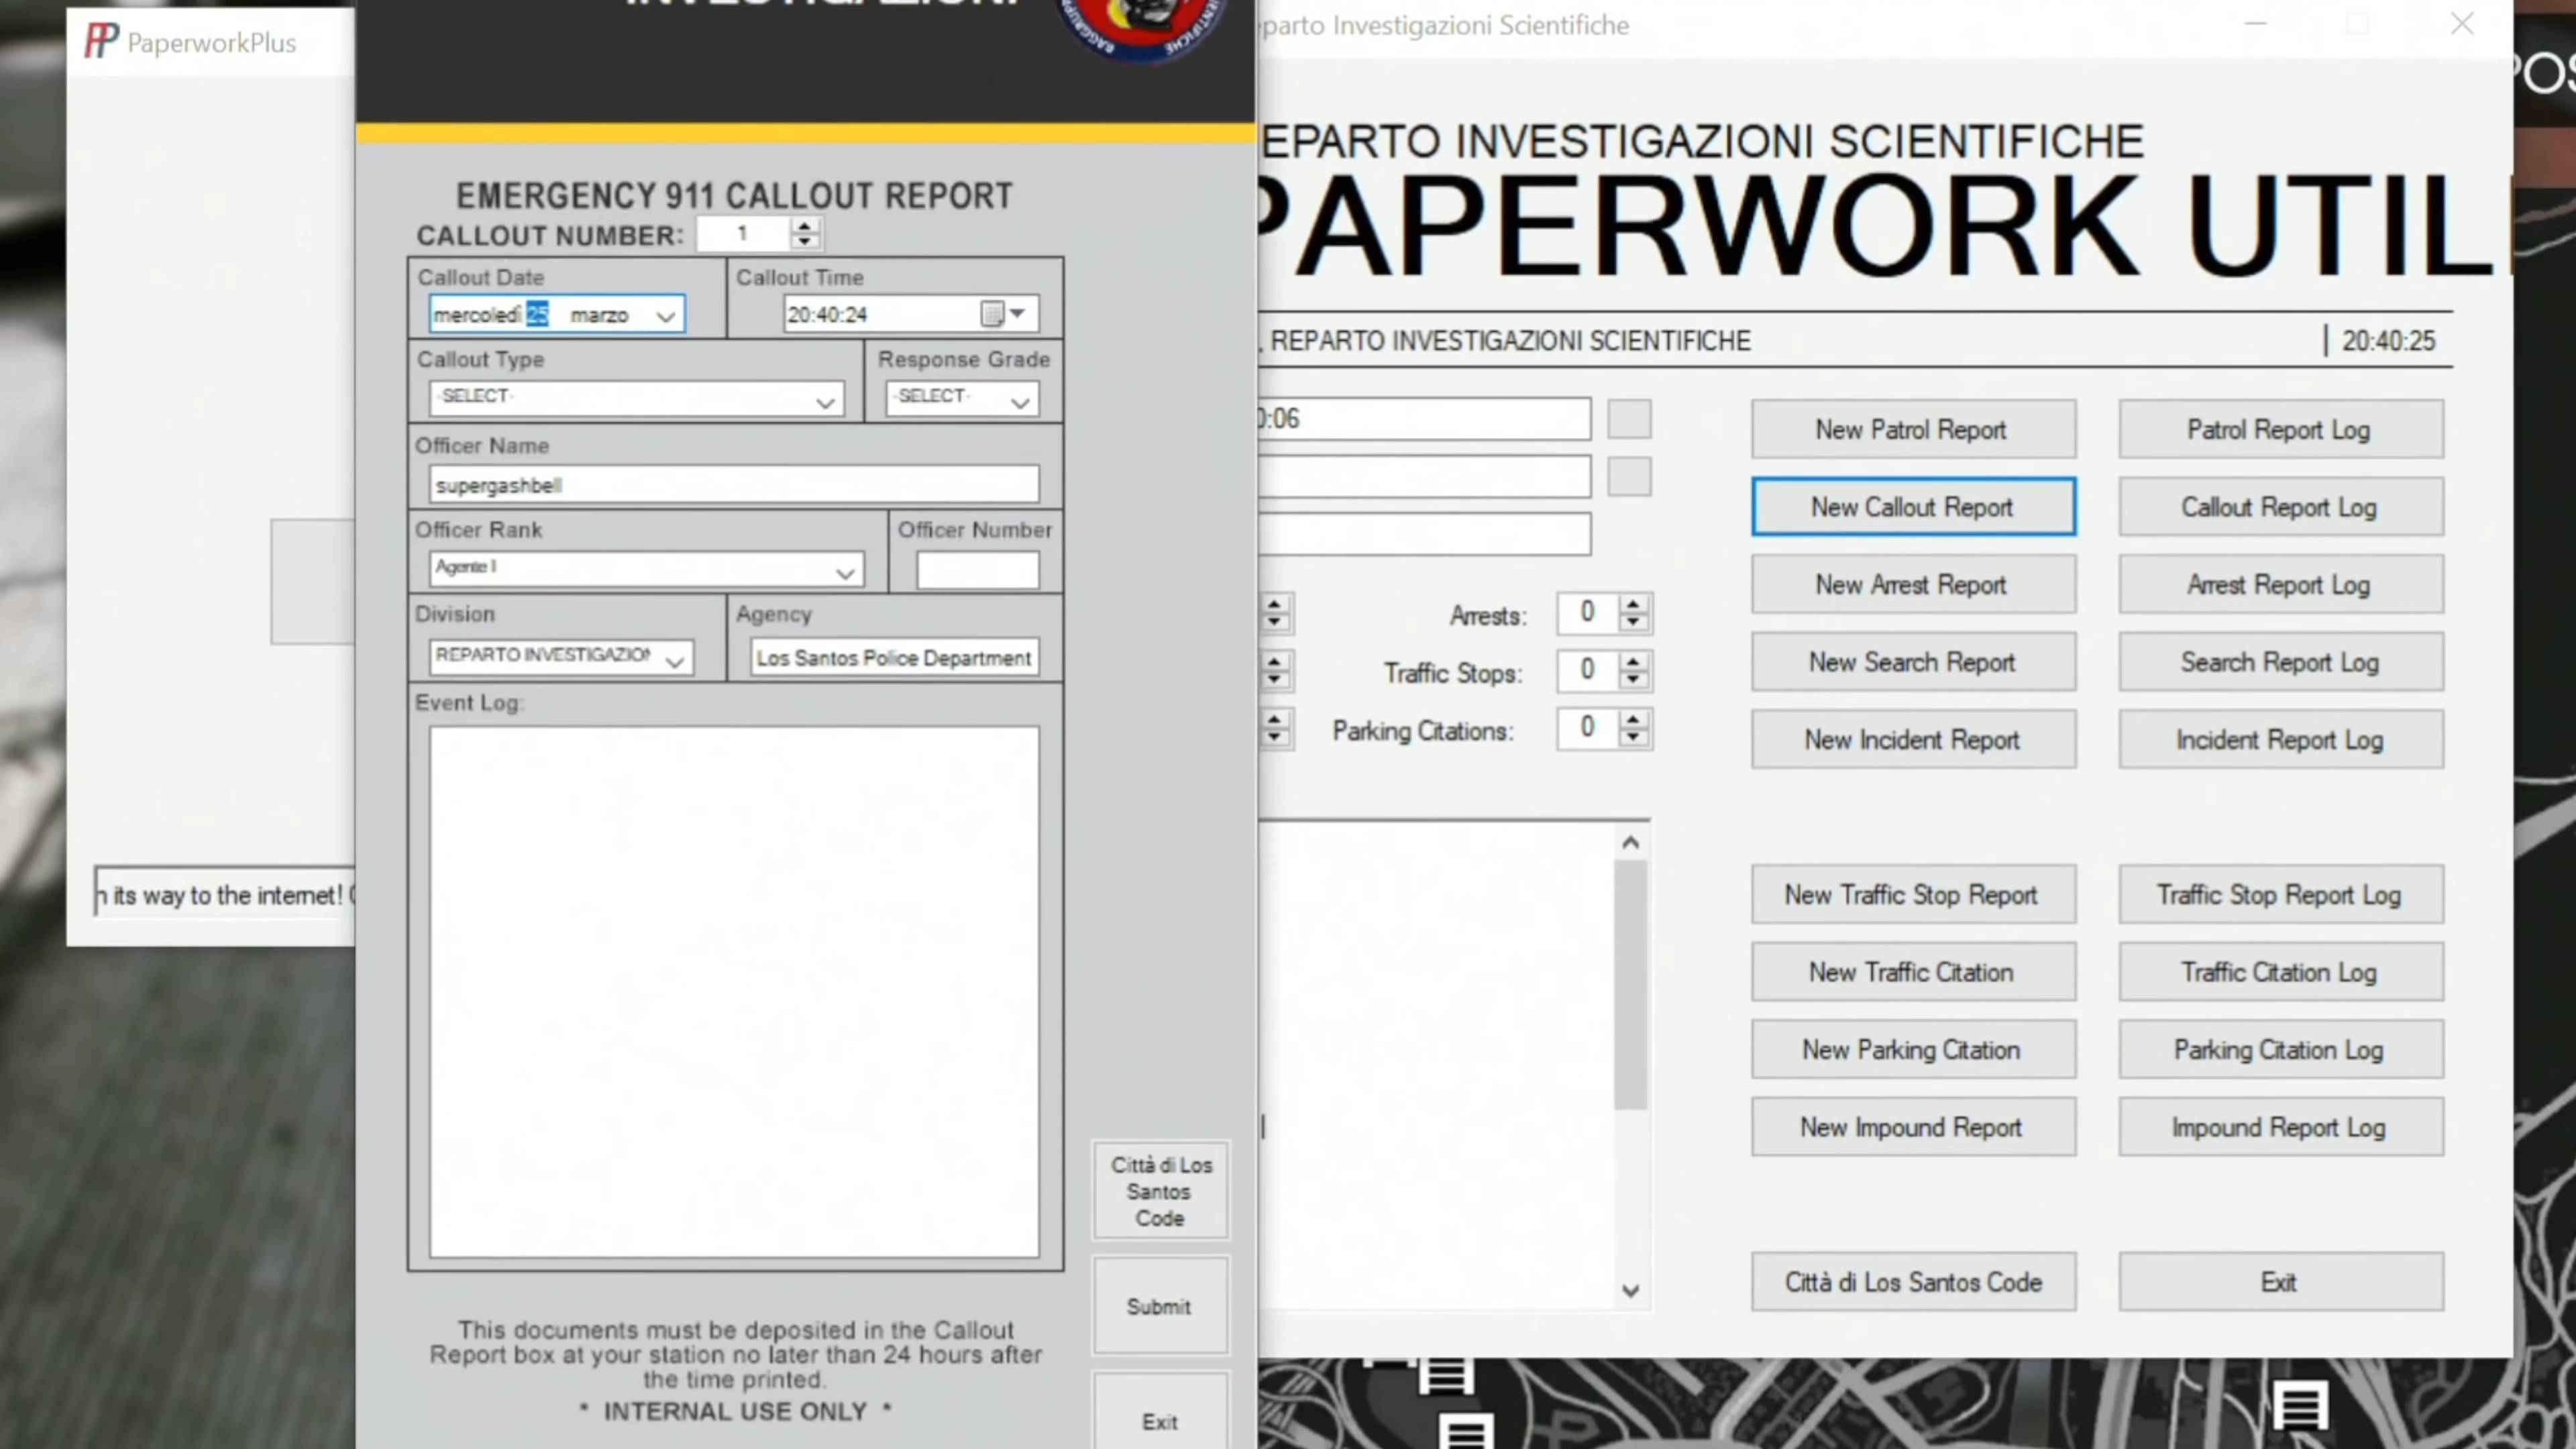 PaperworkPlus
INVESTIGAZIONI
EMERGENCY 911 CALLOUT REPORT
CALLOUT NUMBER: 1
Callout Date
mercoledì 25 marzo
Callout Time
20:40:24
Callout Type
-SELECT-
Response Grade
-SELECT-
Officer Name
supergashbell
Officer Rank
Agente I
Officer Number
Division
REPARTO INVESTIGAZION
Agency
Los Santos Police Department
Event Log:
Città di Los
Santos
Code
Submit
Exit
This documents must be deposited in the Callout
Report box at your station no later than 24 hours after
the time printed.
* INTERNAL USE ONLY *
n its way to the internet!
parto Investigazioni Scientifiche
EPARTO INVESTIGAZIONI SCIENTIFICHE
PAPERWORK UTIL
, REPARTO INVESTIGAZIONI SCIENTIFICHE
| 20:40:25
0:06
Arrests: 0
Traffic Stops: 0
Parking Citations: 0
New Patrol Report
Patrol Report Log
New Callout Report
Callout Report Log
New Arrest Report
Arrest Report Log
New Search Report
Search Report Log
New Incident Report
Incident Report Log
New Traffic Stop Report
Traffic Stop Report Log
New Traffic Citation
Traffic Citation Log
New Parking Citation
Parking Citation Log
New Impound Report
Impound Report Log
Città di Los Santos Code
Exit